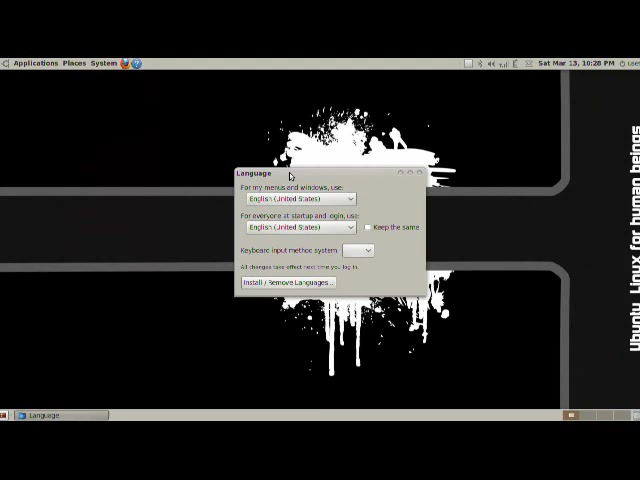 Applications Places System
Sat Mar 13, 10:28 PM
Language
For my menus and windows, use:
English (United States)
For everyone at startup and login, use:
English (United States)
Keep the same
Keyboard input method system
All changes take effect next time you log in.
Install / Remove Languages...
Ubuntu, Linux for human beings
Language